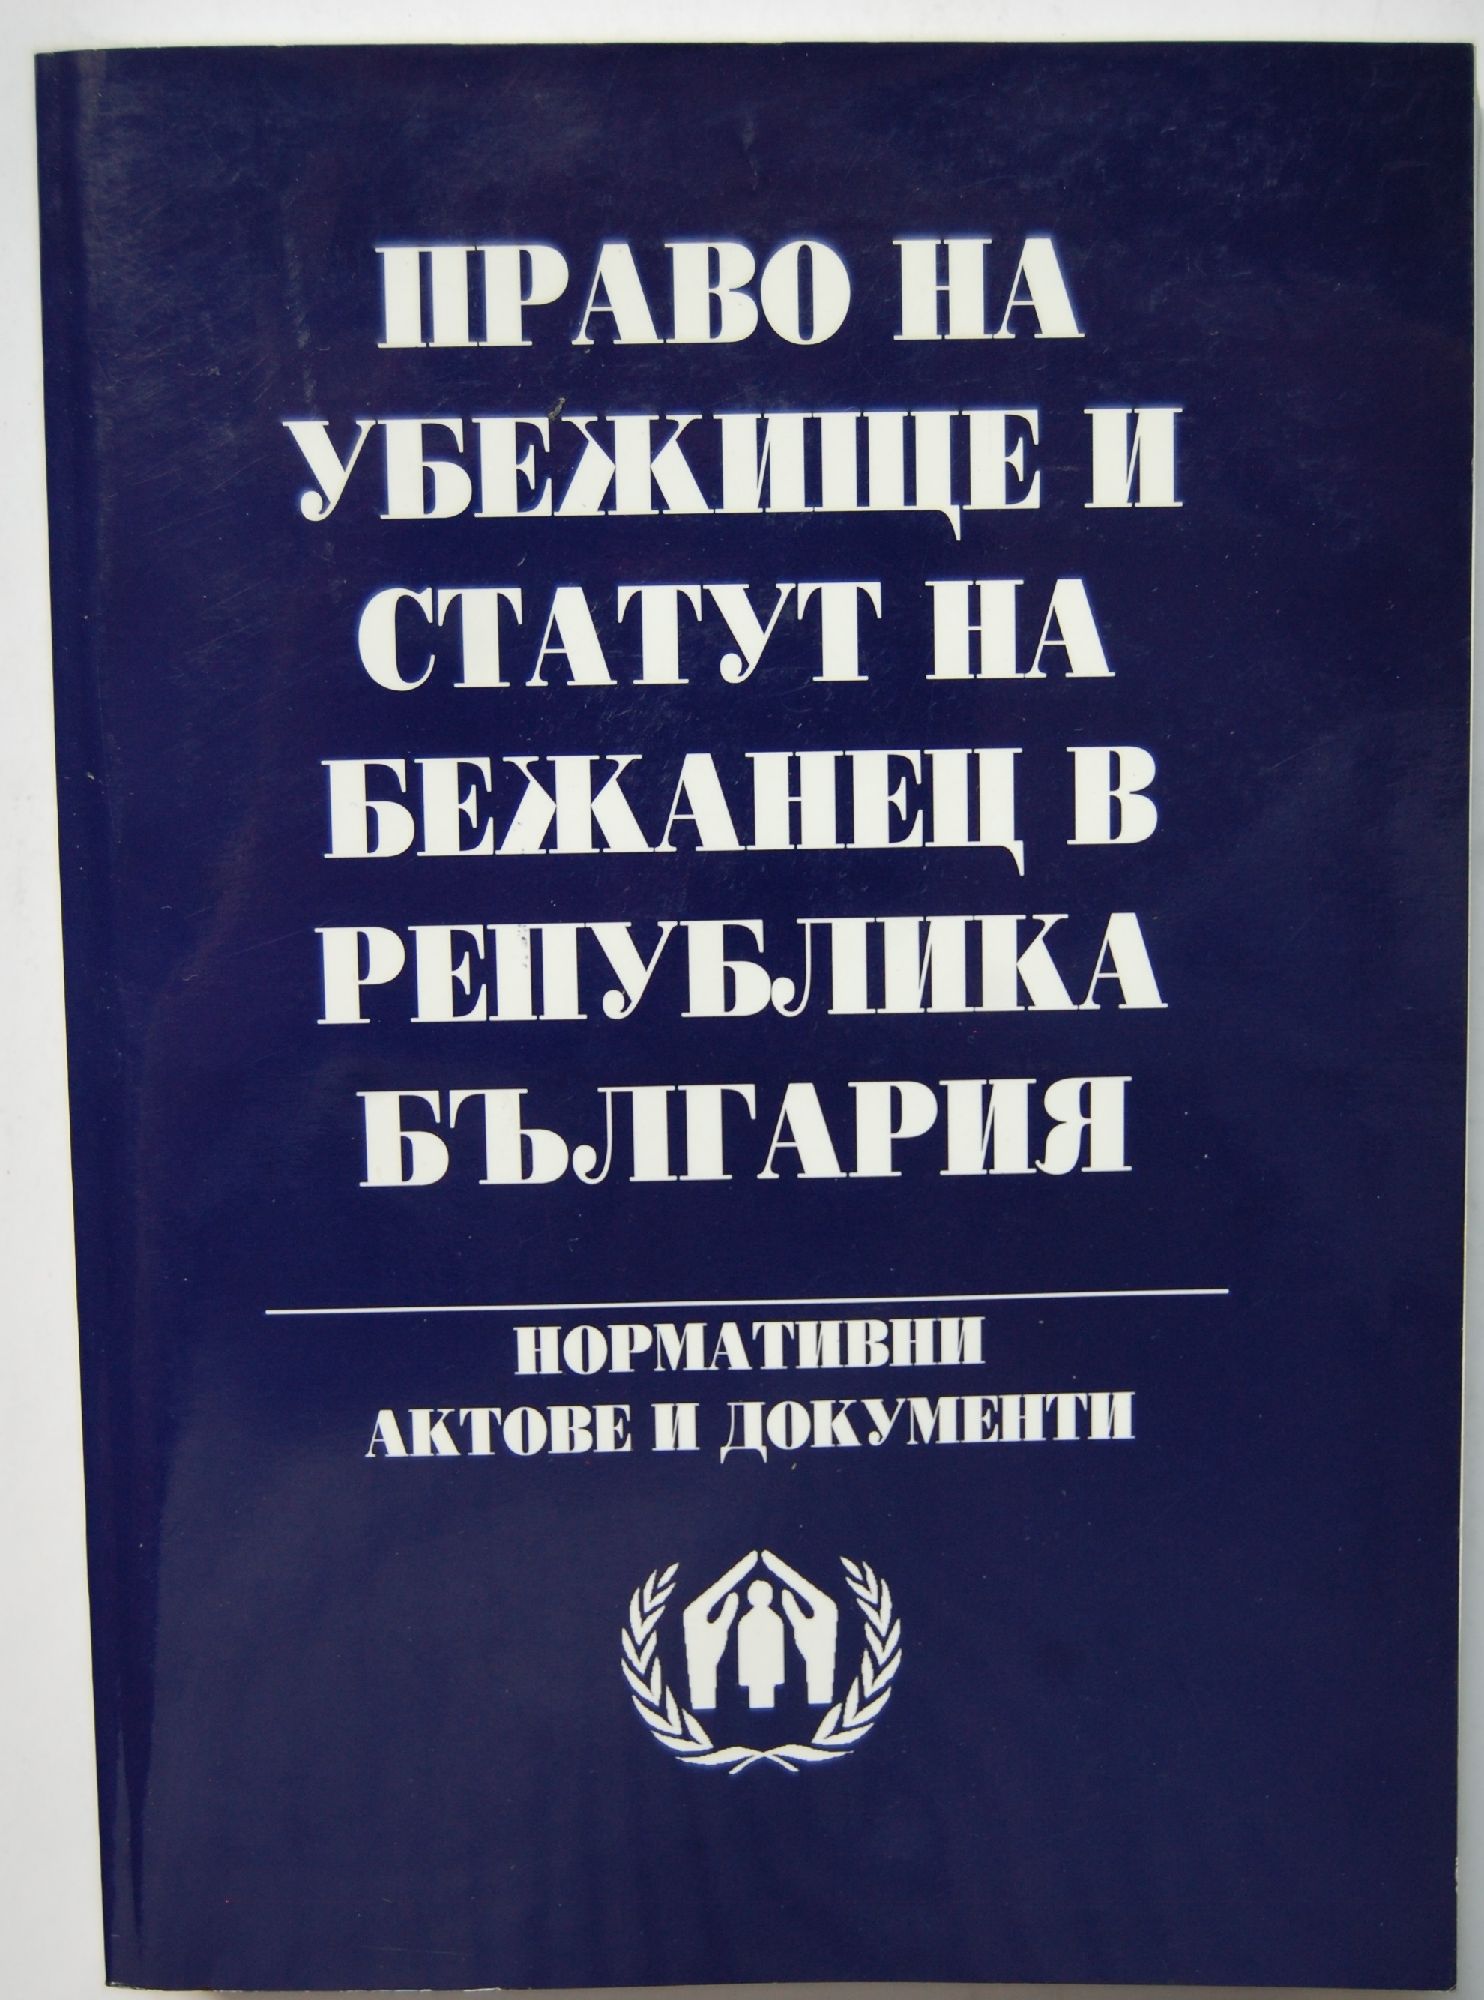 ПРАВО НА
УБЕЖИЩЕ И
СТАТУТ НА
БЕЖАНЕЦ В
РЕПУБЛИКА
БЪЛГАРИЯ
НОРМАТИВНИ
АКТОВЕ И ДОКУМЕНТИ